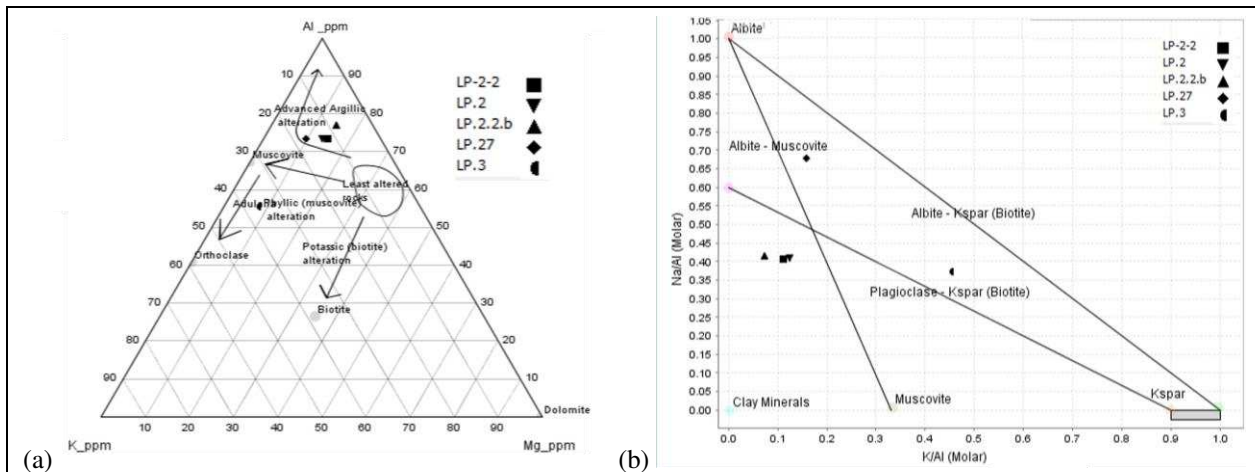 Al _ppm
10
90
LP-2-2
LP.2
LP.2.2.b
LP.27
LP.3
20
80
Advanced Argillic
alteration
30
70
Muscovite
Least altered
rocks
40
60
Adularia
Phyllic (muscovite)
alteration
50
50
Orthoclase
Potassic (biotite)
alteration
60
40
70
30
Biotite
80
20
90
10
Dolomite
K_ppm
10
20
30
40
50
60
70
80
90
Mg_ppm
(a)
1.05
Albite
1.00
0.95
0.90
0.85
0.80
0.75
0.70
0.65
0.60
0.55
0.50
0.45
0.40
0.35
0.30
0.25
0.20
0.15
0.10
0.05
0.00
Na/Al (Molar)
LP-2-2
LP.2
LP.2.2.b
LP.27
LP.3
Albite - Muscovite
Albite - Kspar (Biotite)
Plagioclase - Kspar (Biotite)
Clay Minerals
Muscovite
Kspar
0.0
0.1
0.2
0.3
0.4
0.5
0.6
0.7
0.8
0.9
1.0
K/Al (Molar)
(b)